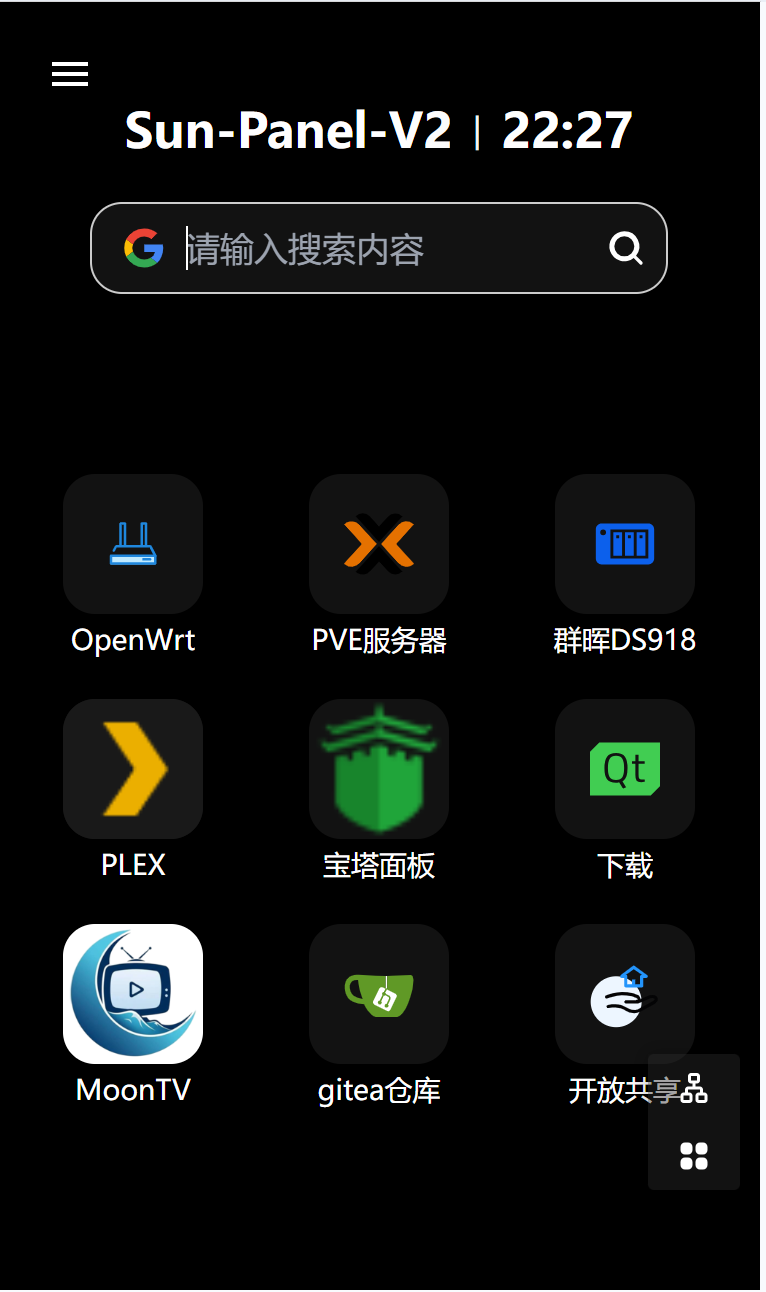 Sun-Panel-V2 | 22:27
请输入搜索内容
OpenWrt PVE服务器 群晖DS918
Qt
PLEX 宝塔面板 下载
MoonTV gitea仓库 开放共享